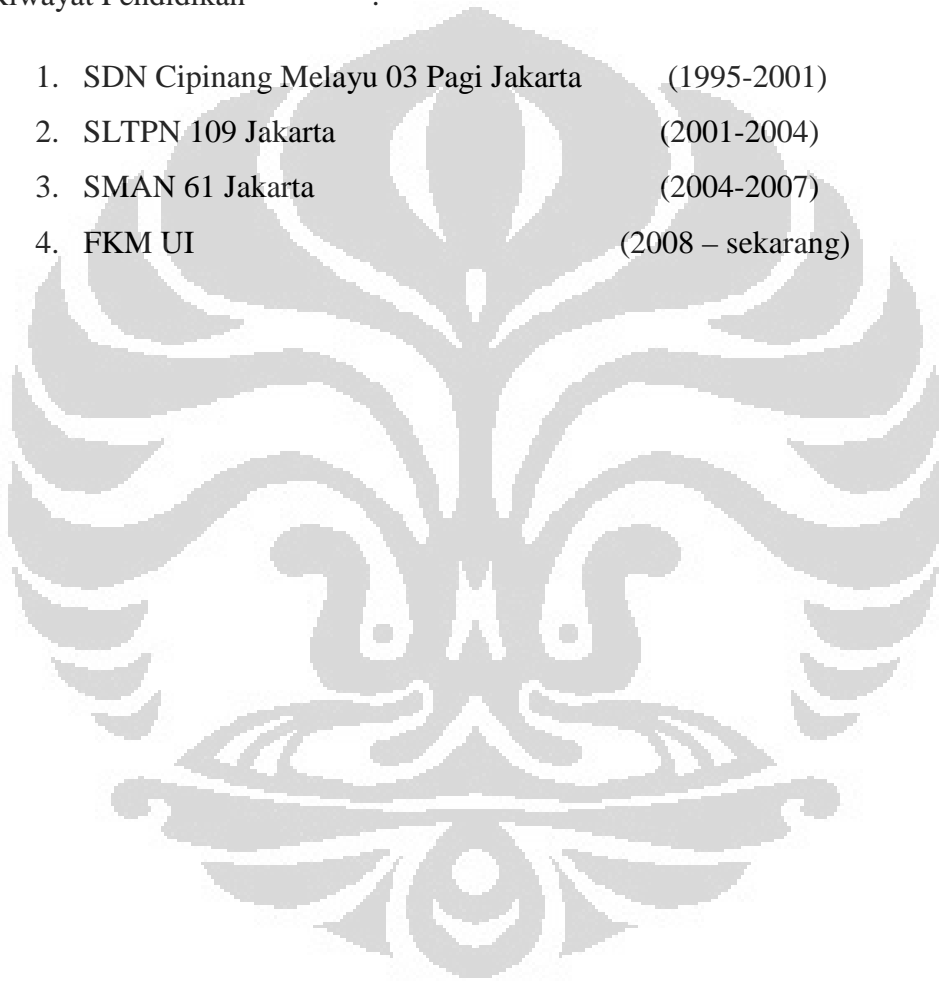 Riwayat Pendidikan :
1. SDN Cipinang Melayu 03 Pagi Jakarta (1995-2001)
2. SLTPN 109 Jakarta (2001-2004)
3. SMAN 61 Jakarta (2004-2007)
4. FKM UI (2008 – sekarang)